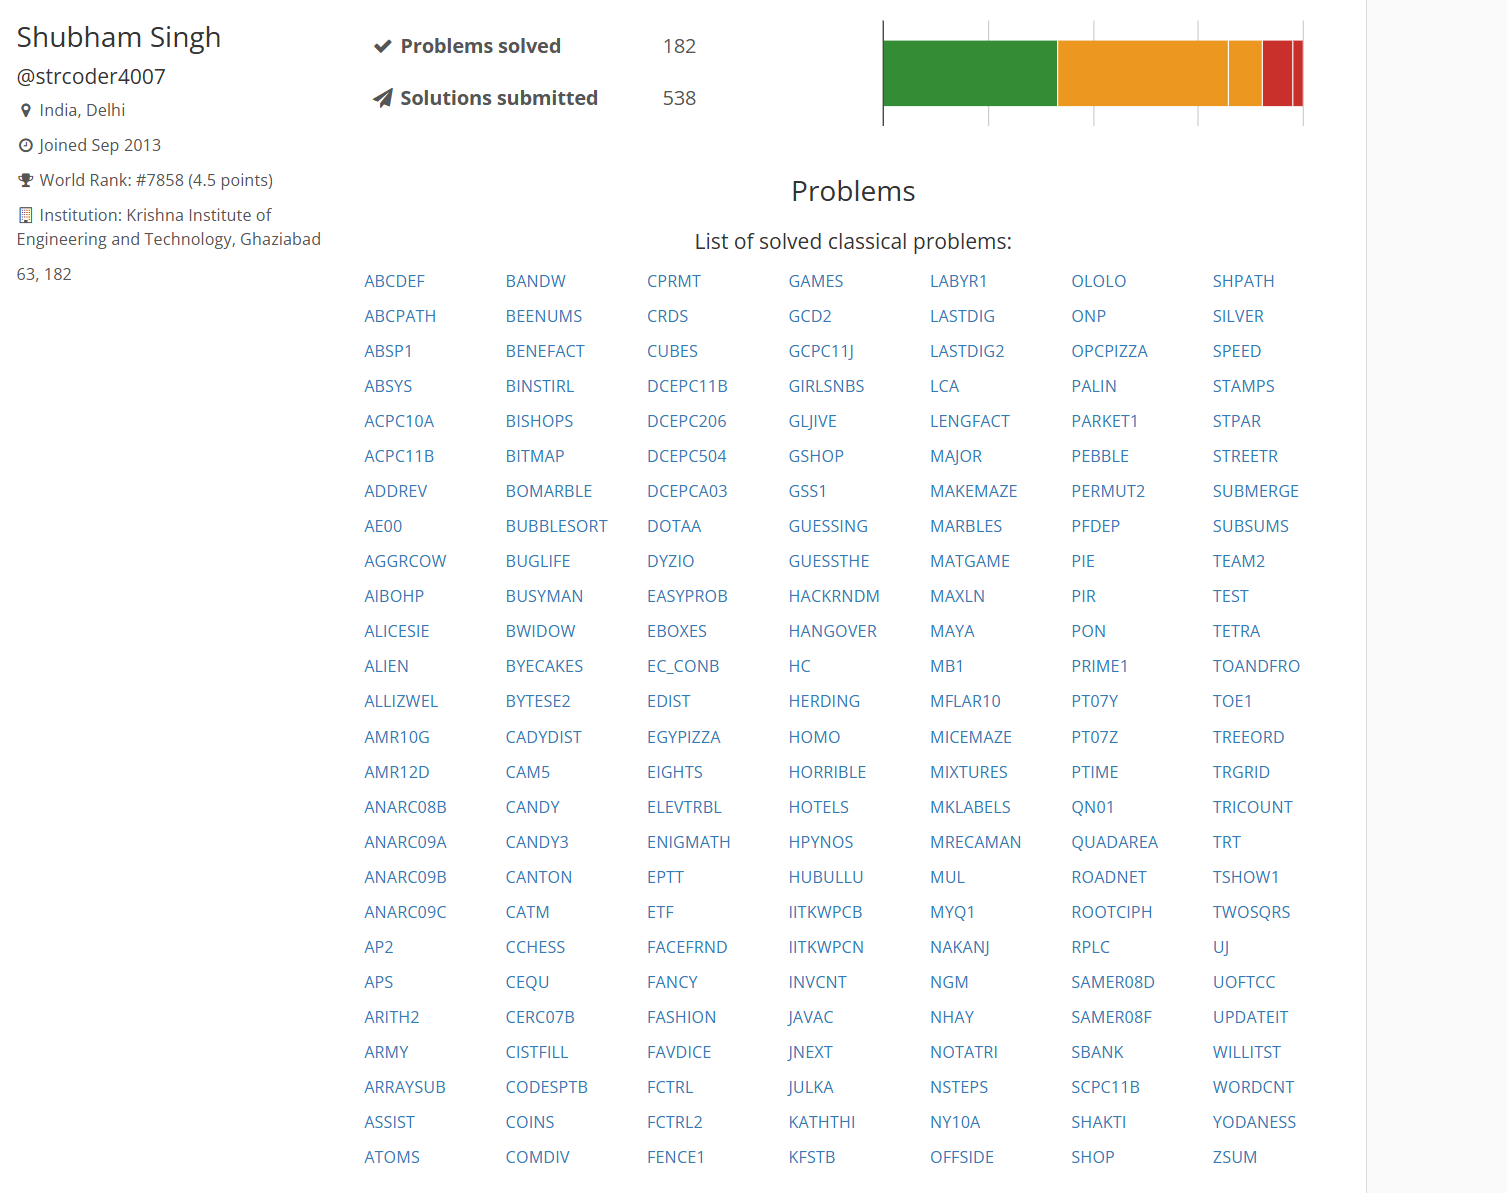 Shubham Singh
@strcoder4007
India, Delhi
Joined Sep 2013
World Rank: #7858 (4.5 points)
Institution: Krishna Institute of
Engineering and Technology, Ghaziabad
63, 182
Problems solved 182
Solutions submitted 538
Problems
List of solved classical problems:
ABCDEF BANDW CPRMT GAMES LABYR1 OLOLO SHPATH
ABCPATH BEENUMS CRDS GCD2 LASTDIG ONP SILVER
ABSP1 BENEFACT CUBES GCPC11J LASTDIG2 OPCPIZZA SPEED
ABSYS BINSTIRL DCEPC11B GIRLSNBS LCA PALIN STAMPS
ACPC10A BISHOPS DCEPC206 GLJIVE LENGFACT PARKET1 STPAR
ACPC11B BITMAP DCEPC504 GSHOP MAJOR PEBBLE STREETR
ADDREV BOMARBLE DCEPCA03 GSS1 MAKEMAZE PERMUT2 SUBMERGE
AE00 BUBBLESORT DOTAA GUESSING MARBLES PFDEP SUBSUMS
AGGRCOW BUGLIFE DYZIO GUESSTHE MATGAME PIE TEAM2
AIBOHP BUSYMAN EASYPROB HACKRNDM MAXLN PIR TEST
ALICESIE BWIDOW EBOXES HANGOVER MAYA PON TETRA
ALIEN BYECAKES EC_CONB HC MB1 PRIME1 TOANDFRO
ALLIZWEL BYTESE2 EDIST HERDING MFLAR10 PT07Y TOE1
AMR10G CADYDIST EGYPIZZA HOMO MICEMAZE PT07Z TREEORD
AMR12D CAM5 EIGHTS HORRIBLE MIXTURES PTIME TRGRID
ANARC08B CANDY ELEVTRBL HOTELS MKLABELS QN01 TRICOUNT
ANARC09A CANDY3 ENIGMATH HPYNOS MRECAMAN QUADAREA TRT
ANARC09B CANTON EPTT HUBULLU MUL ROADNET TSHOW1
ANARC09C CATM ETF IITKWPCB MYQ1 ROOTCIPH TWOSQRS
AP2 CCHESS FACEFRND IITKWPCN NAKANJ RPLC UJ
APS CEQU FANCY INVCNT NGM SAMER08D UOFTCC
ARITH2 CERC07B FASHION JAVAC NHAY SAMER08F UPDATEIT
ARMY CISTFILL FAVDICE JNEXT NOTATRI SBANK WILLITST
ARRAYSUB CODESPTB FCTRL JULKA NSTEPS SCPC11B WORDCNT
ASSIST COINS FCTRL2 KATHTHI NY10A SHAKTI YODANESS
ATOMS COMDIV FENCE1 KFSTB OFFSIDE SHOP ZSUM